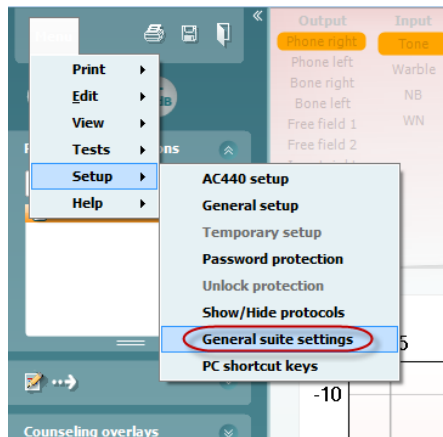 Output
Input
Phone right
Tone
Phone left
Warble
Bone right
NB
Bone left
WN
Free field 1
Free field 2
Menu
Print
Edit
View
Tests
Setup
Help
dB
ns
AC440 setup
General setup
Temporary setup
Password protection
Unlock protection
Show/Hide protocols
General suite settings
PC shortcut keys
5
-10
Counseling overlays